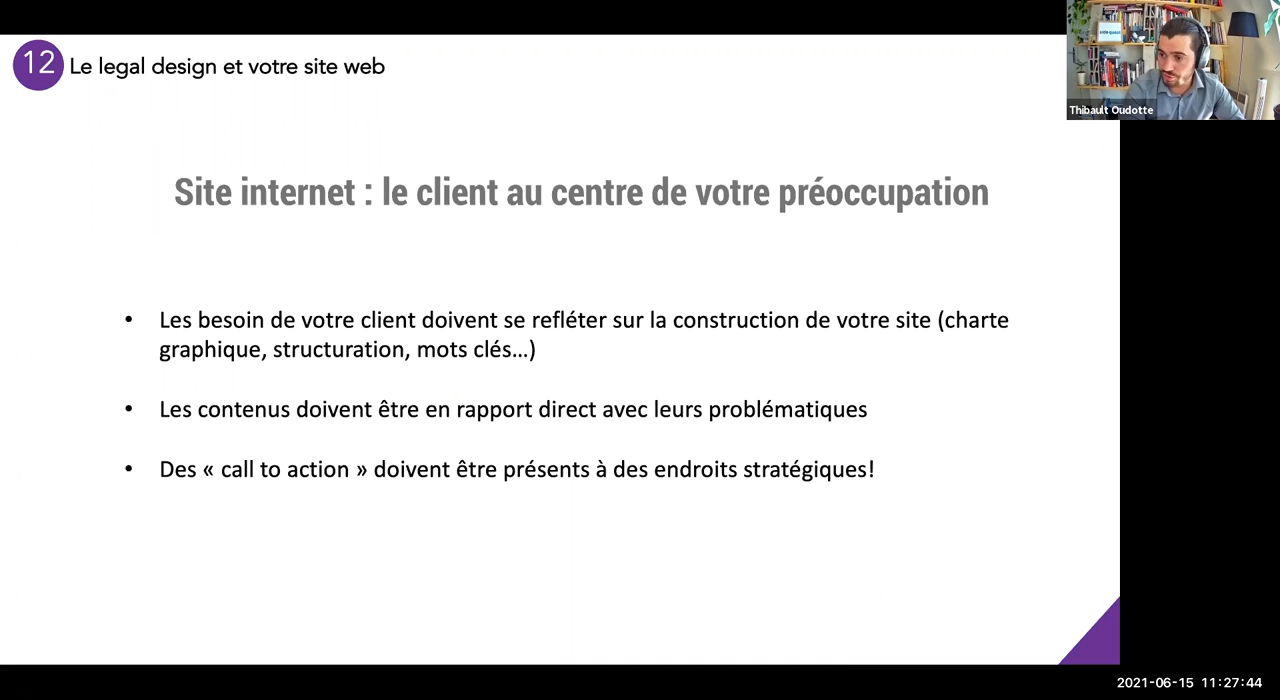 12 Le legal design et votre site web
Thibault Oudotte
Site internet : le client au centre de votre préoccupation
• Les besoin de votre client doivent se refléter sur la construction de votre site (charte
graphique, structuration, mots clés...)
• Les contenus doivent être en rapport direct avec leurs problématiques
• Des « call to action » doivent être présents à des endroits stratégiques!
2021-06-15 11:27:44